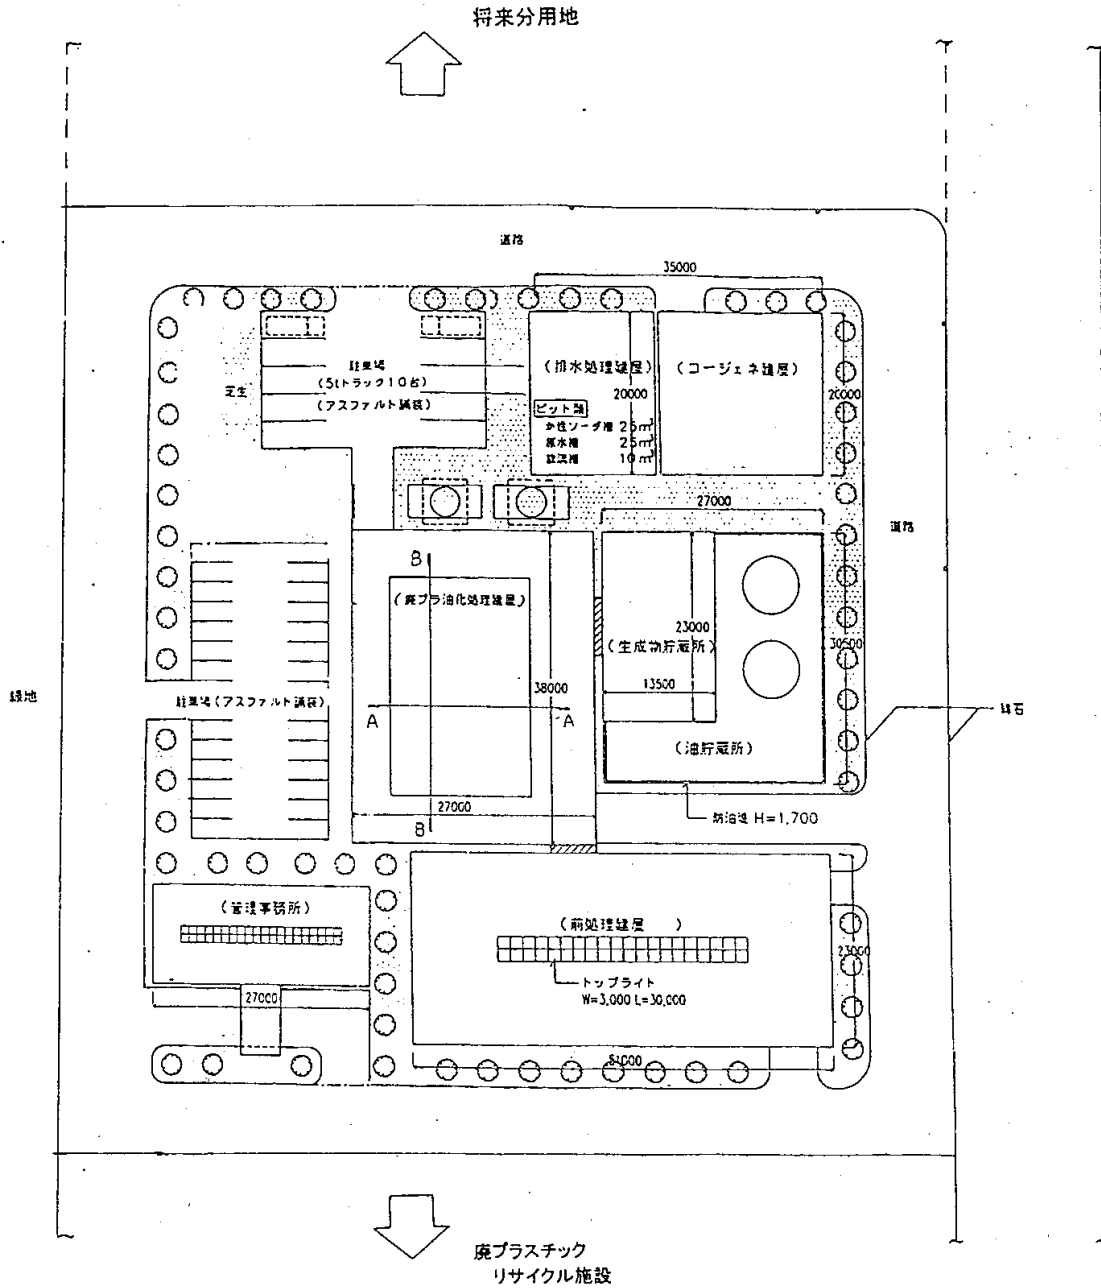 将来分用地
道路
35000
駐車場
(5tトラック10台)
(アスファルト舗装)
芝生
(排水処理建屋)
20000
ピット類
か性ソーダ槽 25m³
原水槽 25m³
放流槽 10m³
(コージェネ建屋)
20000
27000
道路
B
(廃プラ油化処理建屋)
23000
(生成物貯蔵所)
30500
38000
13500
緑地
駐車場(アスファルト舗装)
A
A
縁石
(油貯蔵所)
27000
B
防油堤 H=1,700
(管理事務所)
(前処理建屋 )
23000
トップライト
W=3,000 L=30,000
27000
51000
廃プラスチック
リサイクル施設